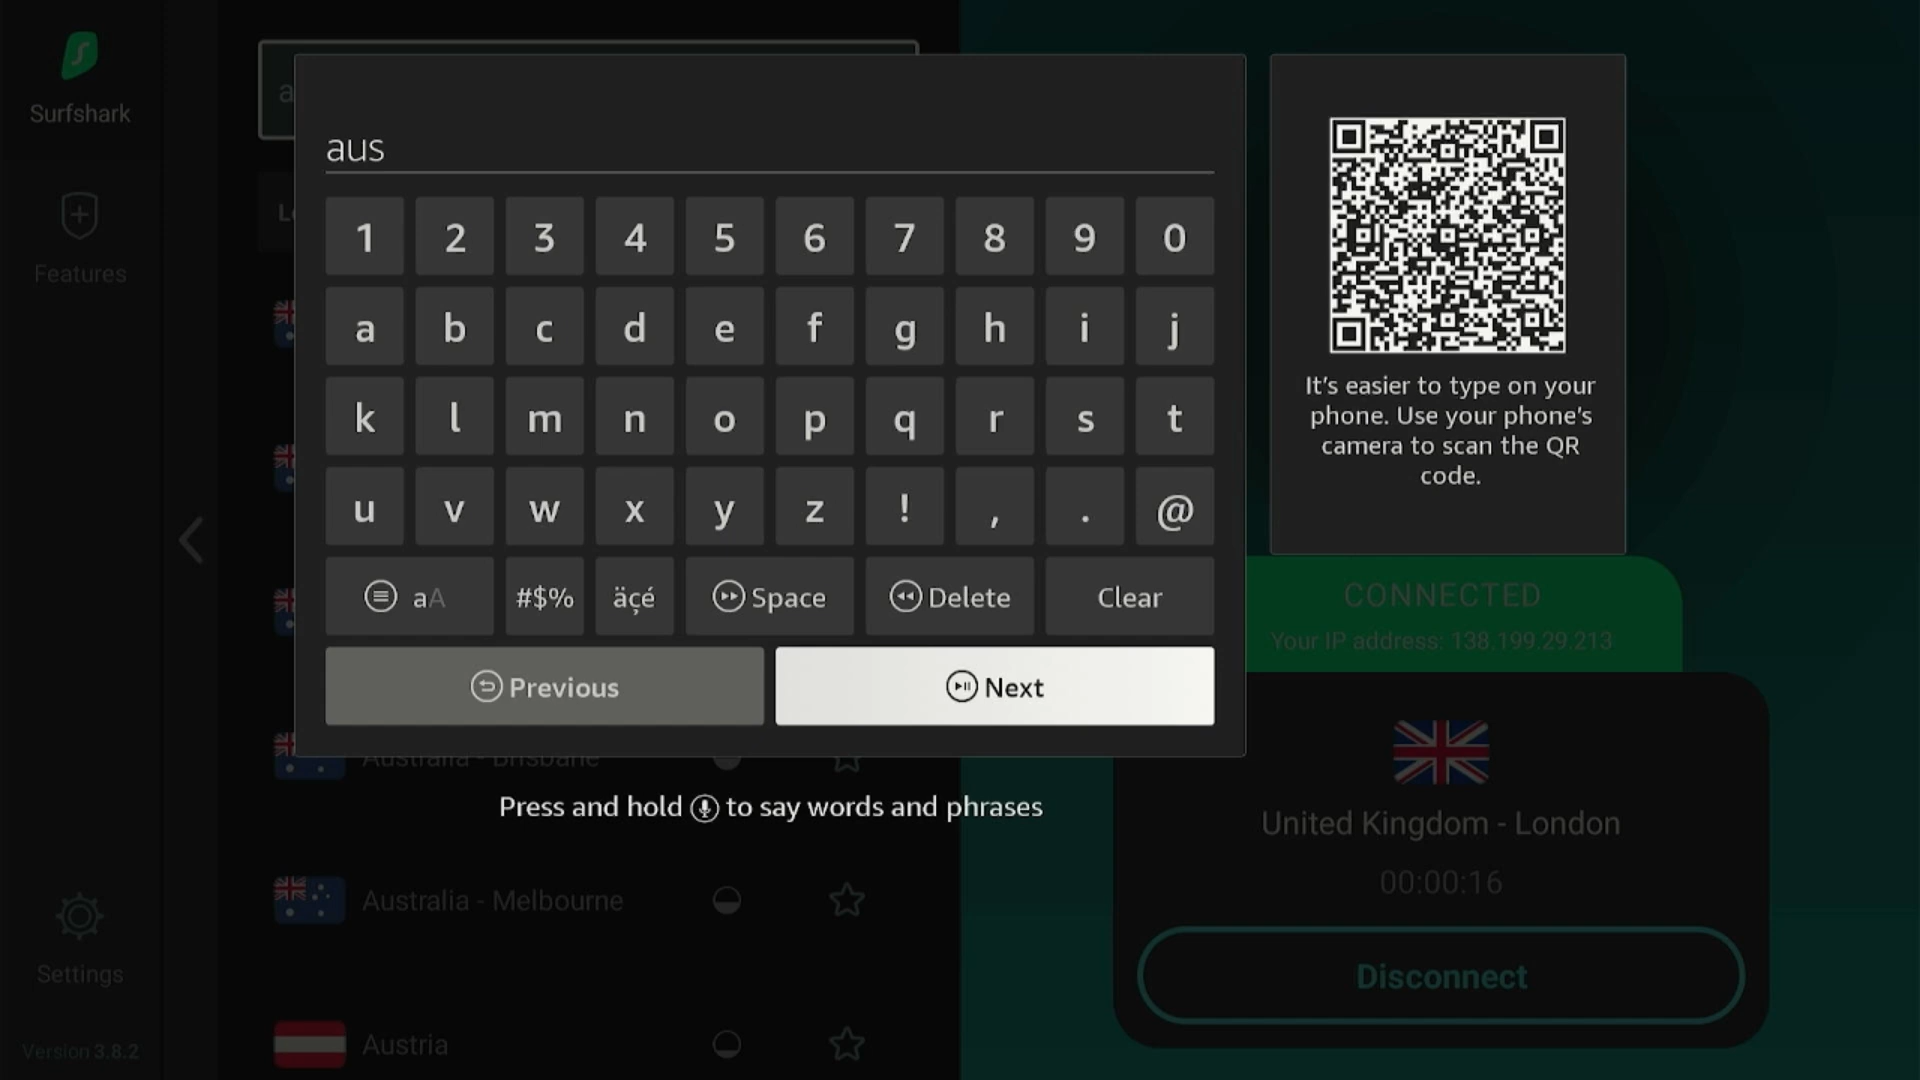 Surfshark
Features
Settings
Version 3.8.2
a
aus
1 2 3 4 5 6 7 8 9 0
a b c d e f g h i j
k l m n o p q r s t
u v w x y z ! , . @
aA #$% äçé Space Delete Clear
Previous Next
Press and hold to say words and phrases
Australia - Brisbane
Australia - Melbourne
Austria
It's easier to type on your
phone. Use your phone's
camera to scan the QR
code.
CONNECTED
Your IP address: 138.199.29.213
United Kingdom - London
00:00:16
Disconnect